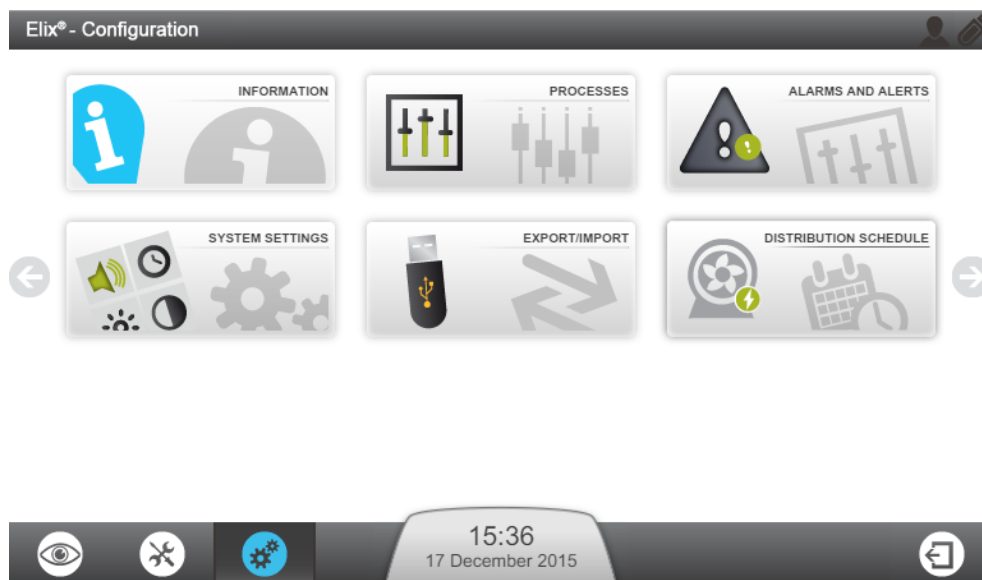 Elix® - Configuration
INFORMATION
PROCESSES
ALARMS AND ALERTS
SYSTEM SETTINGS
EXPORT/IMPORT
DISTRIBUTION SCHEDULE
15:36
17 December 2015